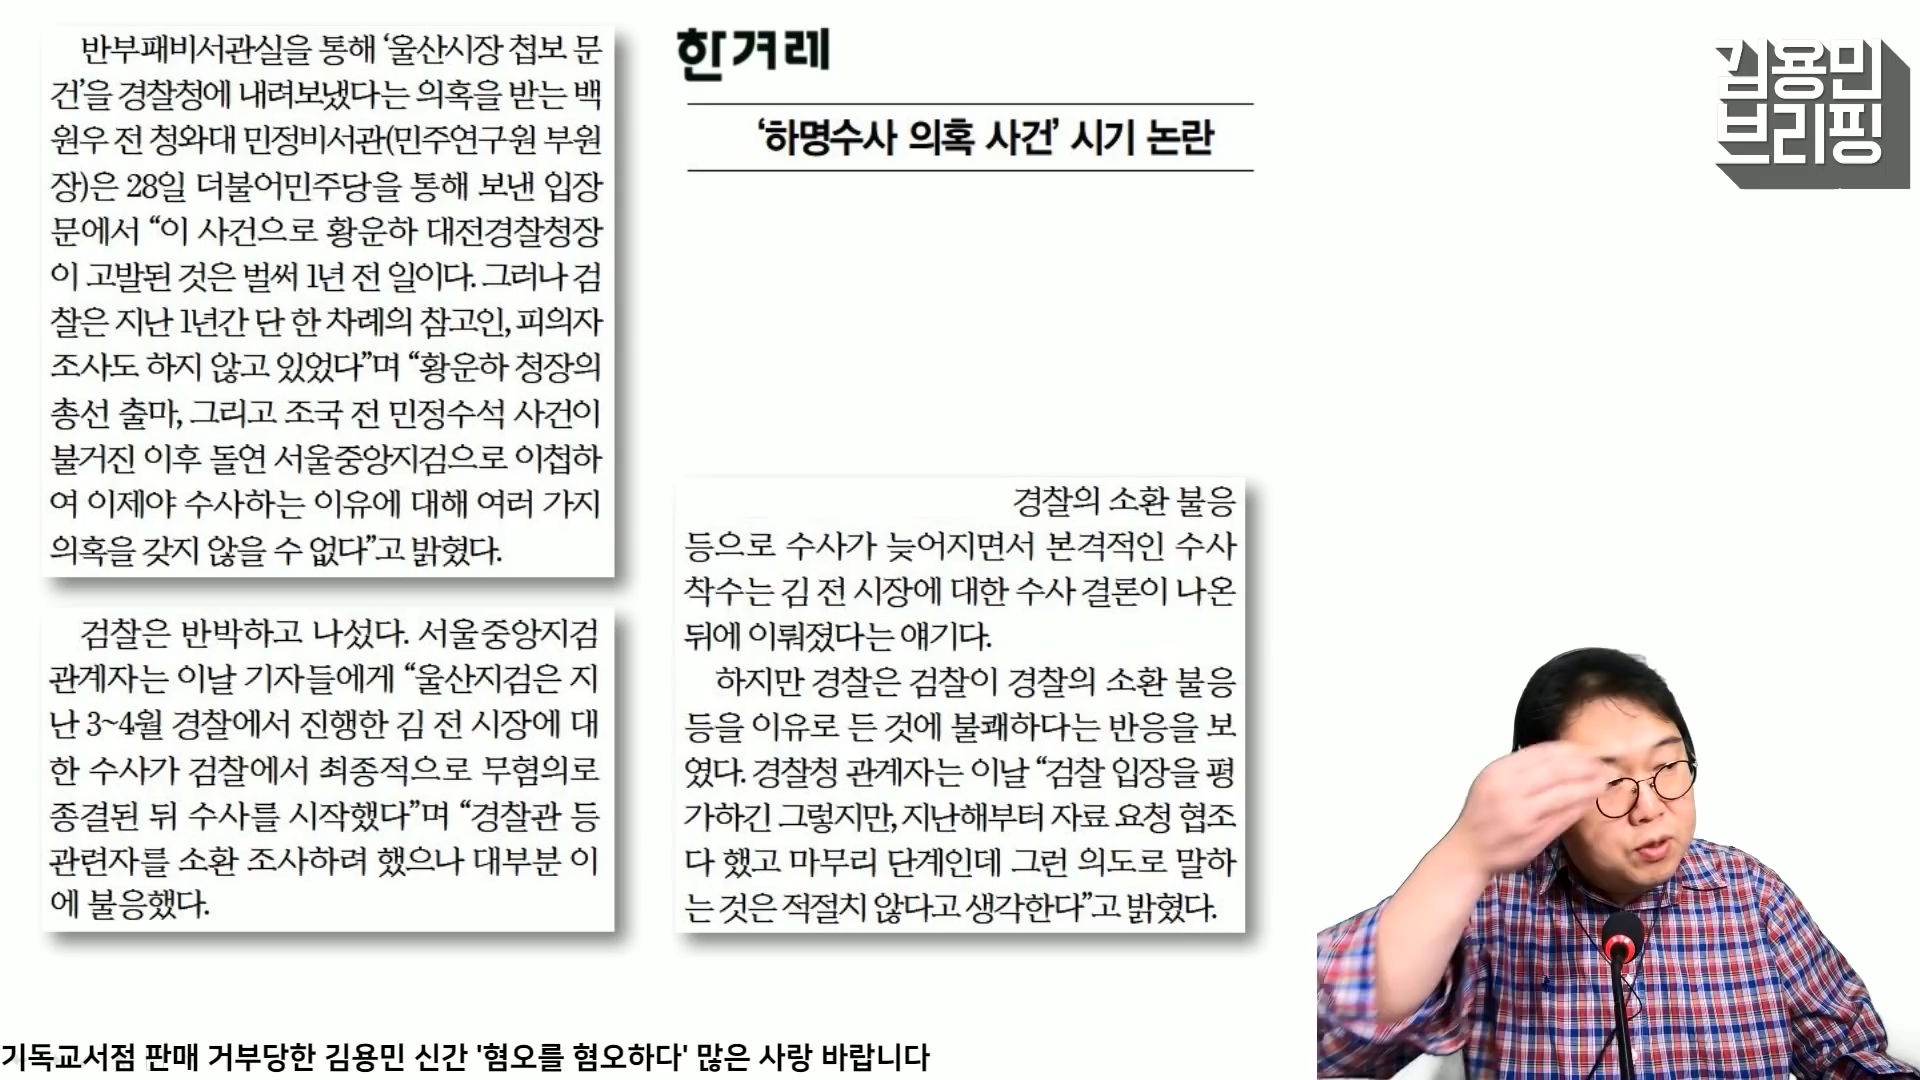 반부패비서관실을 통해 ‘울산시장 첩보 문
건’을 경찰청에 내려보냈다는 의혹을 받는 백
원우 전 청와대 민정비서관(민주연구원 부원
장)은 28일 더불어민주당을 통해 보낸 입장
문에서 “이 사건으로 황운하 대전경찰청장
이 고발된 것은 벌써 1년 전 일이다. 그러나 검
찰은 지난 1년간 단 한 차례의 참고인, 피의자
조사도 하지 않고 있었다”며 “황운하 청장의
총선 출마, 그리고 조국 전 민정수석 사건이
불거진 이후 돌연 서울중앙지검으로 이첩하
여 이제야 수사하는 이유에 대해 여러 가지
의혹을 갖지 않을 수 없다”고 밝혔다.
검찰은 반박하고 나섰다. 서울중앙지검
관계자는 이날 기자들에게 “울산지검은 지
난 3~4월 경찰에서 진행한 김 전 시장에 대
한 수사가 검찰에서 최종적으로 무혐의로
종결된 뒤 수사를 시작했다”며 “경찰관 등
관련자를 소환 조사하려 했으나 대부분 이
에 불응했다.
한겨레
‘하명수사 의혹 사건’ 시기 논란
경찰의 소환 불응
등으로 수사가 늦어지면서 본격적인 수사
착수는 김 전 시장에 대한 수사 결론이 나온
뒤에 이뤄졌다는 얘기다.
하지만 경찰은 검찰이 경찰의 소환 불응
등을 이유로 든 것에 불쾌하다는 반응을 보
였다. 경찰청 관계자는 이날 “검찰 입장을 평
가하긴 그렇지만, 지난해부터 자료 요청 협조
다 했고 마무리 단계인데 그런 의도로 말하
는 것은 적절치 않다고 생각한다”고 밝혔다.
김용민
브리핑
기독교서점 판매 거부당한 김용민 신간 '혐오를 혐오하다' 많은 사랑 바랍니다